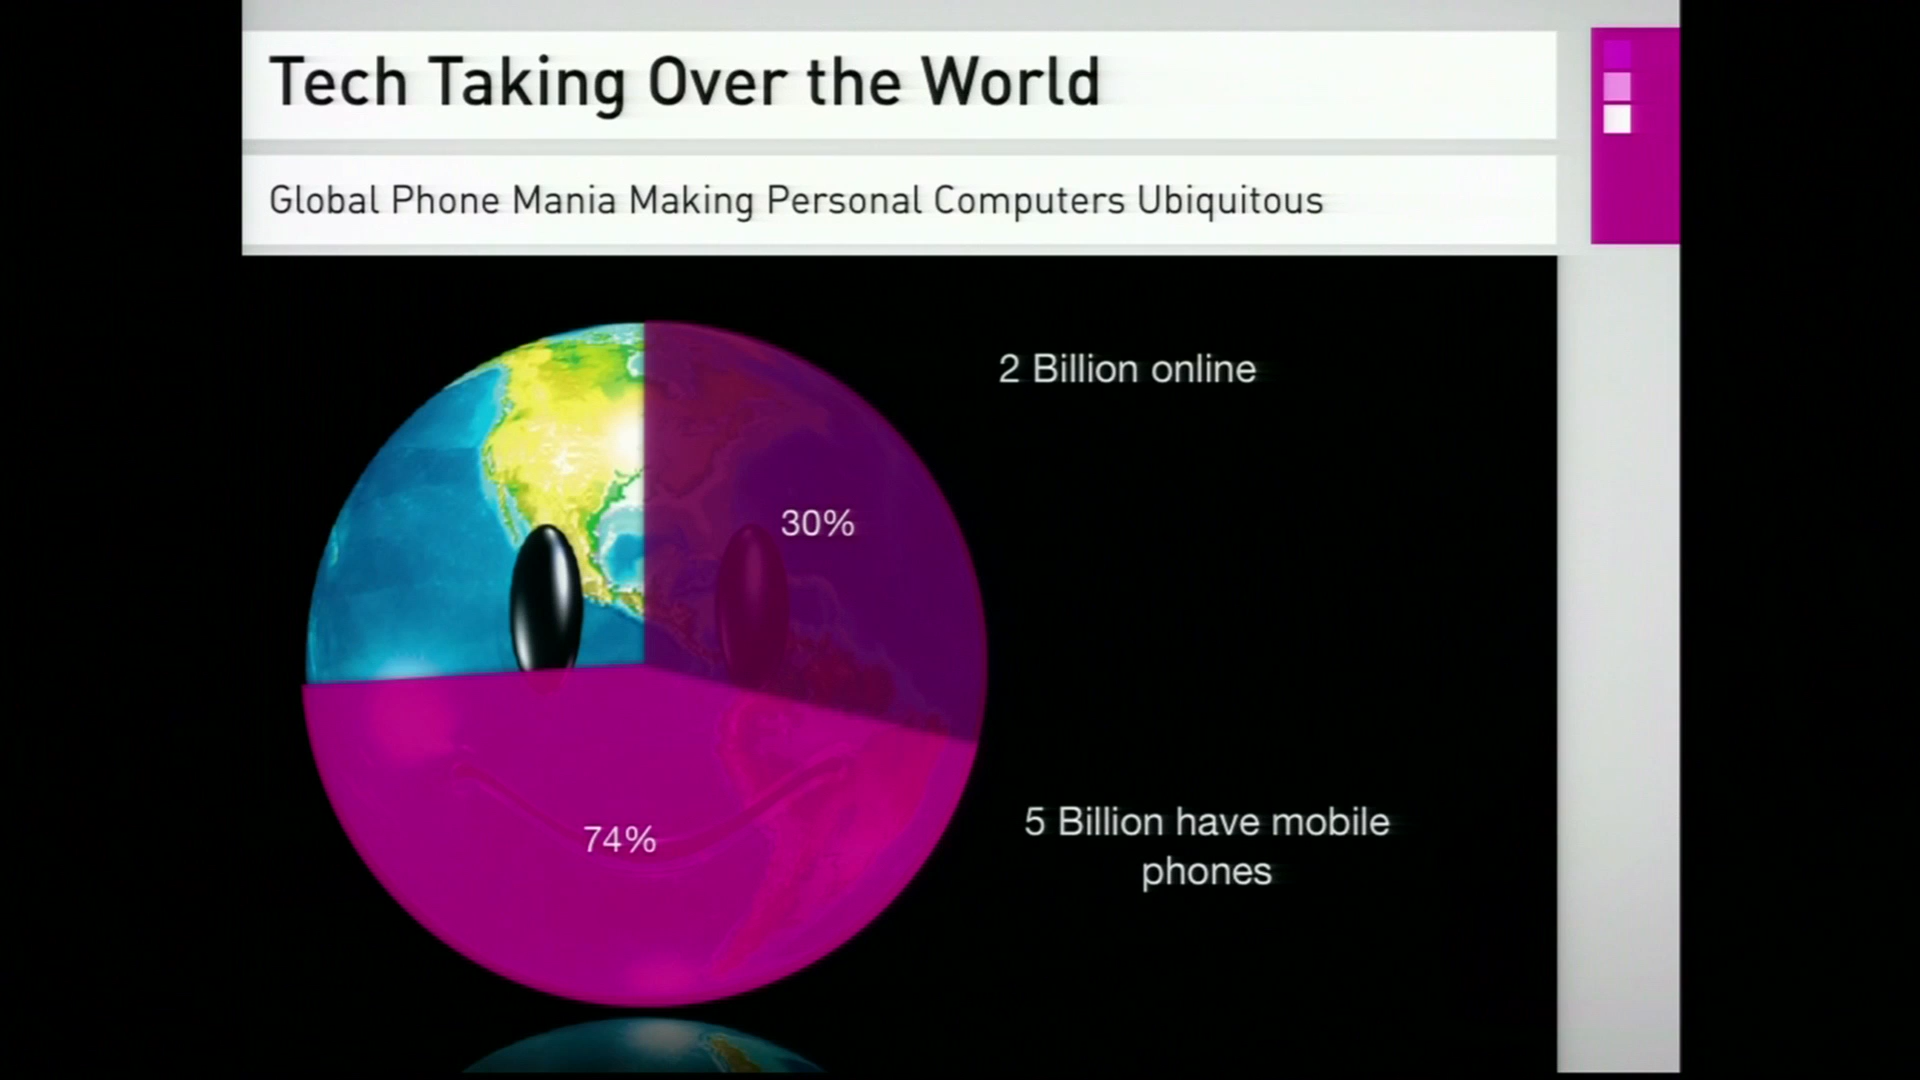 Tech Taking Over the World
Global Phone Mania Making Personal Computers Ubiquitous
2 Billion online
30%
74%
5 Billion have mobile
phones